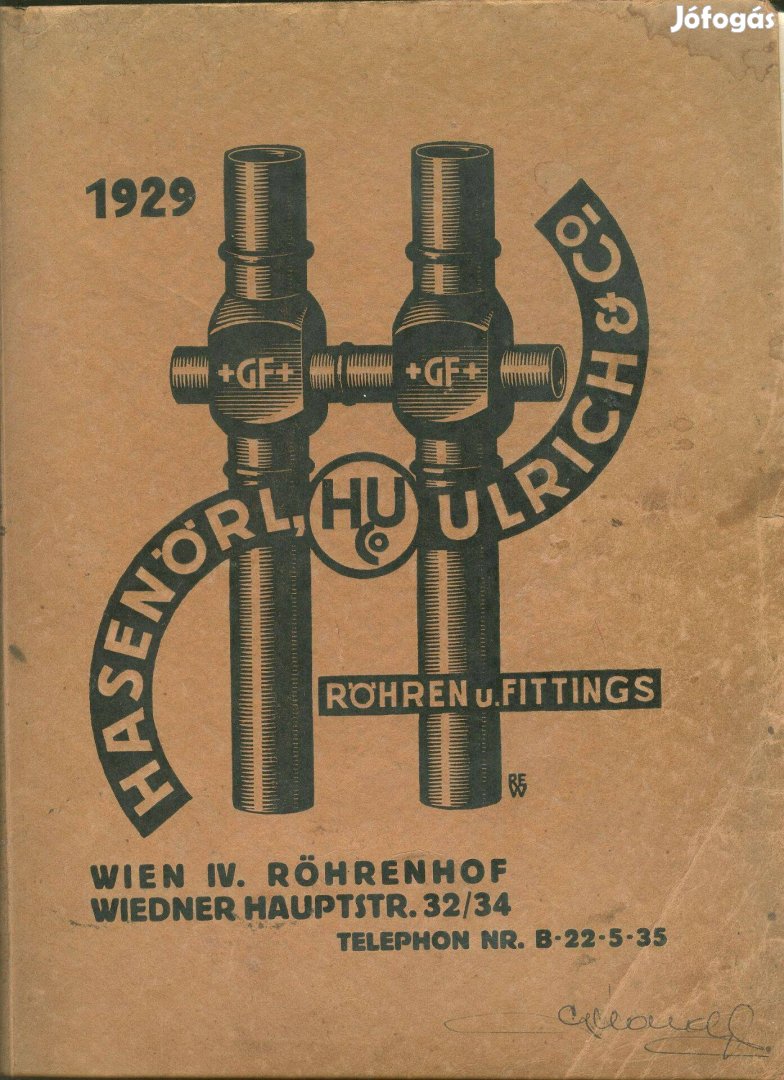 Jófogás
1929
+GF+ +GF+
HASENÖRL, ULRICH & Co.
HU Co
RÖHREN u. FITTINGS
REW
WIEN IV. RÖHRENHOF
WIEDNER HAUPTSTR. 32/34
TELEPHON NR. B-22-5-35